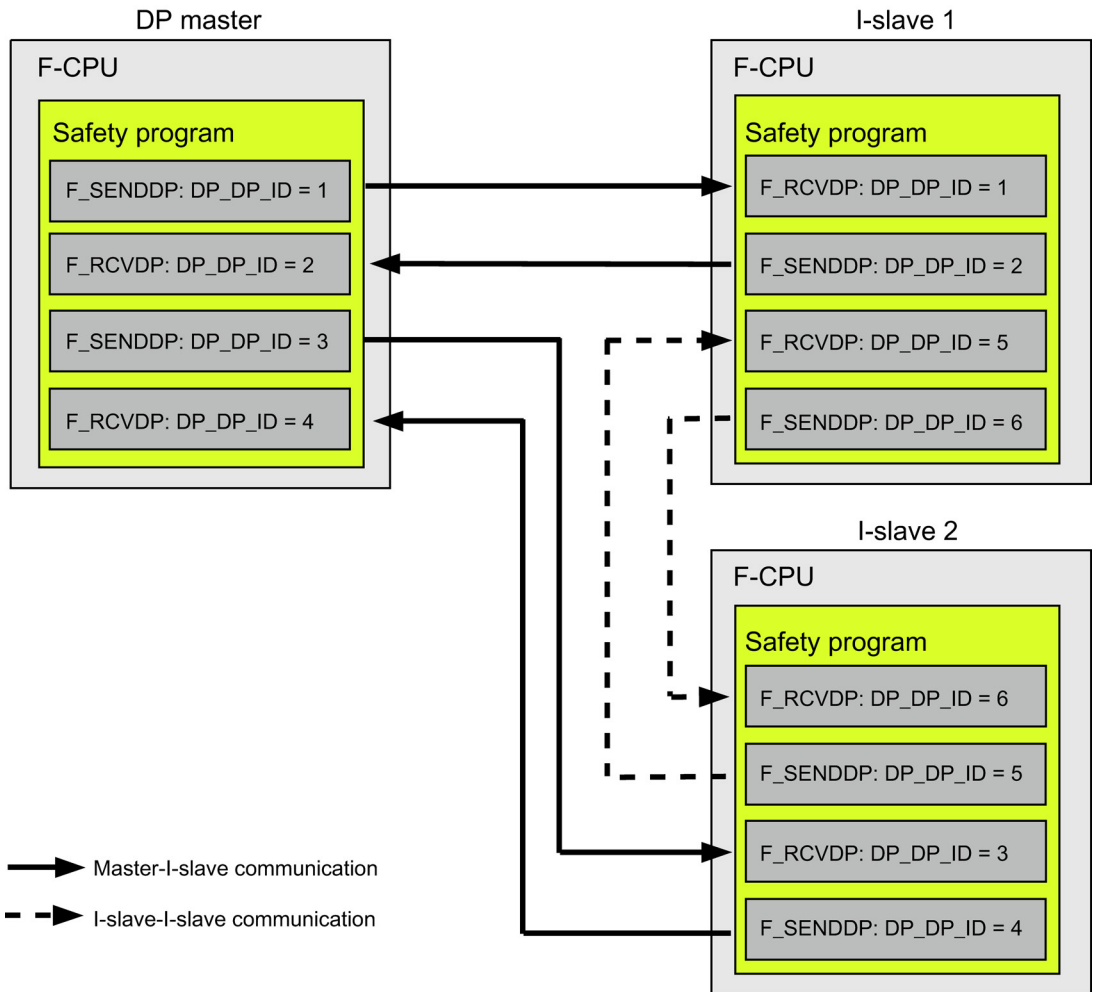 DP master
F-CPU
Safety program
F_SENDDP: DP_DP_ID = 1
F_RCVDP: DP_DP_ID = 2
F_SENDDP: DP_DP_ID = 3
F_RCVDP: DP_DP_ID = 4
I-slave 1
F-CPU
Safety program
F_RCVDP: DP_DP_ID = 1
F_SENDDP: DP_DP_ID = 2
F_RCVDP: DP_DP_ID = 5
F_SENDDP: DP_DP_ID = 6
I-slave 2
F-CPU
Safety program
F_RCVDP: DP_DP_ID = 6
F_SENDDP: DP_DP_ID = 5
F_RCVDP: DP_DP_ID = 3
F_SENDDP: DP_DP_ID = 4
Master-I-slave communication
I-slave-I-slave communication